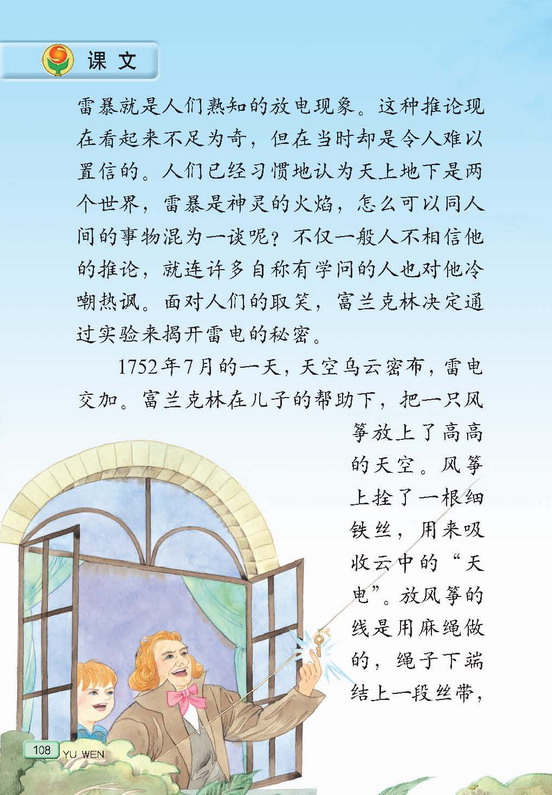 课文
雷暴就是人们熟知的放电现象。这种推论现
在看起来不足为奇，但在当时却是令人难以
置信的。人们已经习惯地认为天上地下是两
个世界，雷暴是神灵的火焰，怎么可以同人
间的事物混为一谈呢？不仅一般人不相信他
的推论，就连许多自称有学问的人也对他冷
嘲热讽。面对人们的取笑，富兰克林决定通
过实验来揭开雷电的秘密。
1752年7月的一天，天空乌云密布，雷电
交加。富兰克林在儿子的帮助下，把一只风
筝放上了高高
的天空。风筝
上拴了一根细
铁丝，用来吸
收云中的“天
电”。放风筝的
线是用麻绳做
的，绳子下端
结上一段丝带，
108
YU WEN